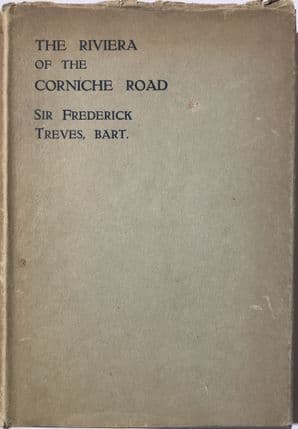 THE RIVIERA
OF THE
CORNICHE ROAD
SIR FREDERICK
TREVES, BART.